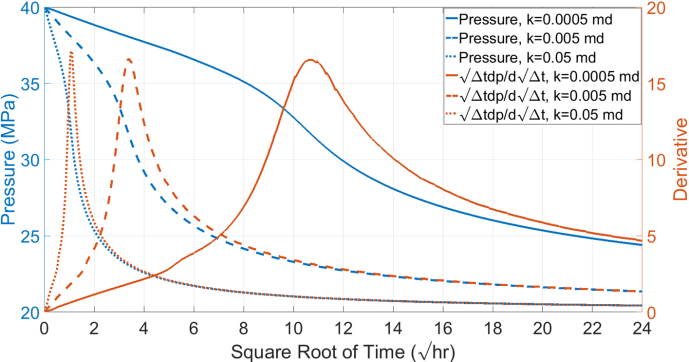 Pressure, k=0.0005 md
Pressure, k=0.005 md
Pressure, k=0.05 md
√Δtdp/d√Δt, k=0.0005 md
√Δtdp/d√Δt, k=0.005 md
√Δtdp/d√Δt, k=0.05 md
Pressure (MPa)
40
35
30
25
20
Derivative
20
15
10
5
0
0 2 4 6 8 10 12 14 16 18 20 22 24
Square Root of Time (√hr)